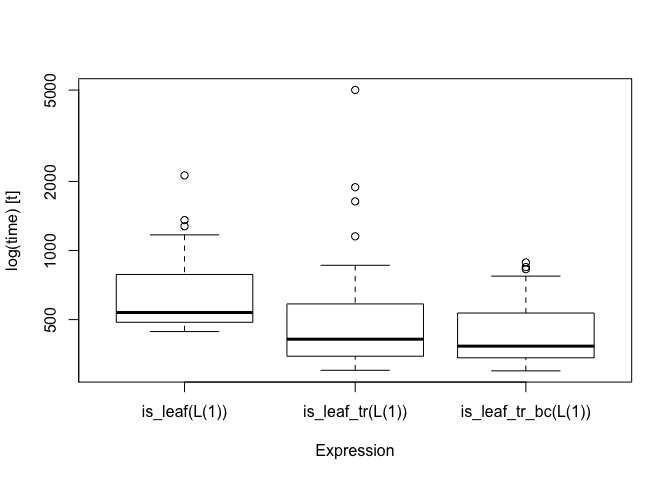 log(time) [t]
5000
2000
1000
500
is_leaf(L(1))
is_leaf_tr(L(1))
is_leaf_tr_bc(L(1))
Expression